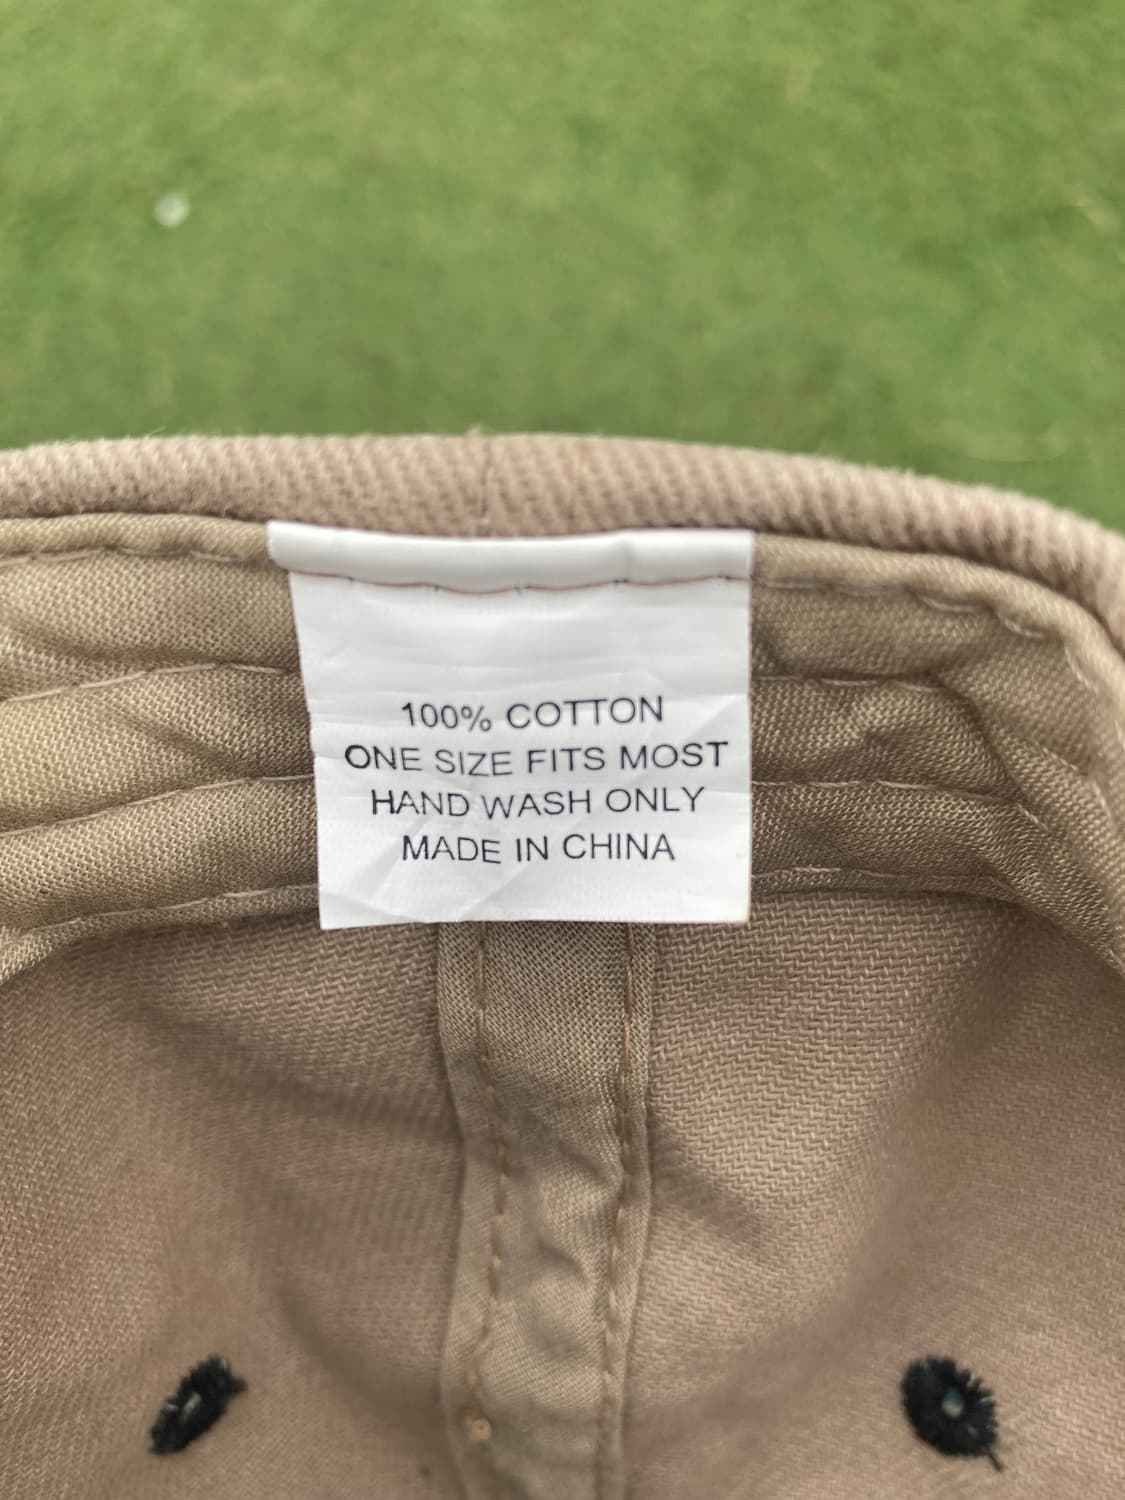 100% COTTON
ONE SIZE FITS MOST
HAND WASH ONLY
MADE IN CHINA